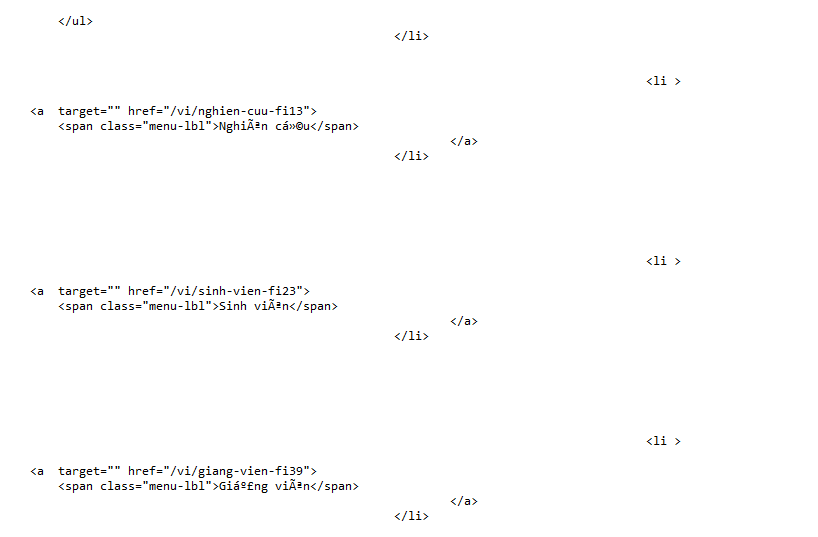 </ul>
</li>
<li >
<a  target="" href="/vi/nghien-cuu-fi13">
<span class="menu-lbl">NghiÃªn cá»©u</span>
</a>
</li>
<li >
<a  target="" href="/vi/sinh-vien-fi23">
<span class="menu-lbl">Sinh viÃªn</span>
</a>
</li>
<li >
<a  target="" href="/vi/giang-vien-fi39">
<span class="menu-lbl">Giáº£ng viÃªn</span>
</a>
</li>